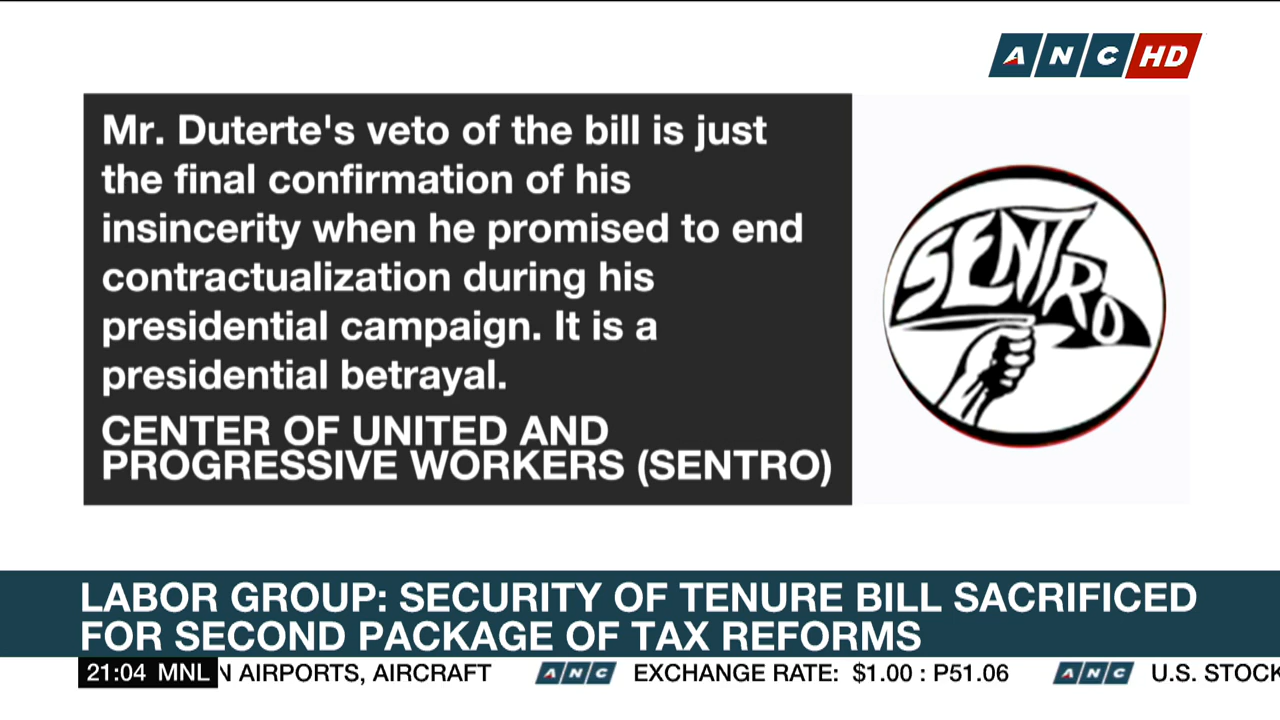 ANC HD
Mr. Duterte's veto of the bill is just
the final confirmation of his
insincerity when he promised to end
contractualization during his
presidential campaign. It is a
presidential betrayal.
CENTER OF UNITED AND
PROGRESSIVE WORKERS (SENTRO)
SENTRO
LABOR GROUP: SECURITY OF TENURE BILL SACRIFICED
FOR SECOND PACKAGE OF TAX REFORMS
21:04 MNL N AIRPORTS, AIRCRAFT ANC EXCHANGE RATE: $1.00 : P51.06 ANC U.S. STOCK